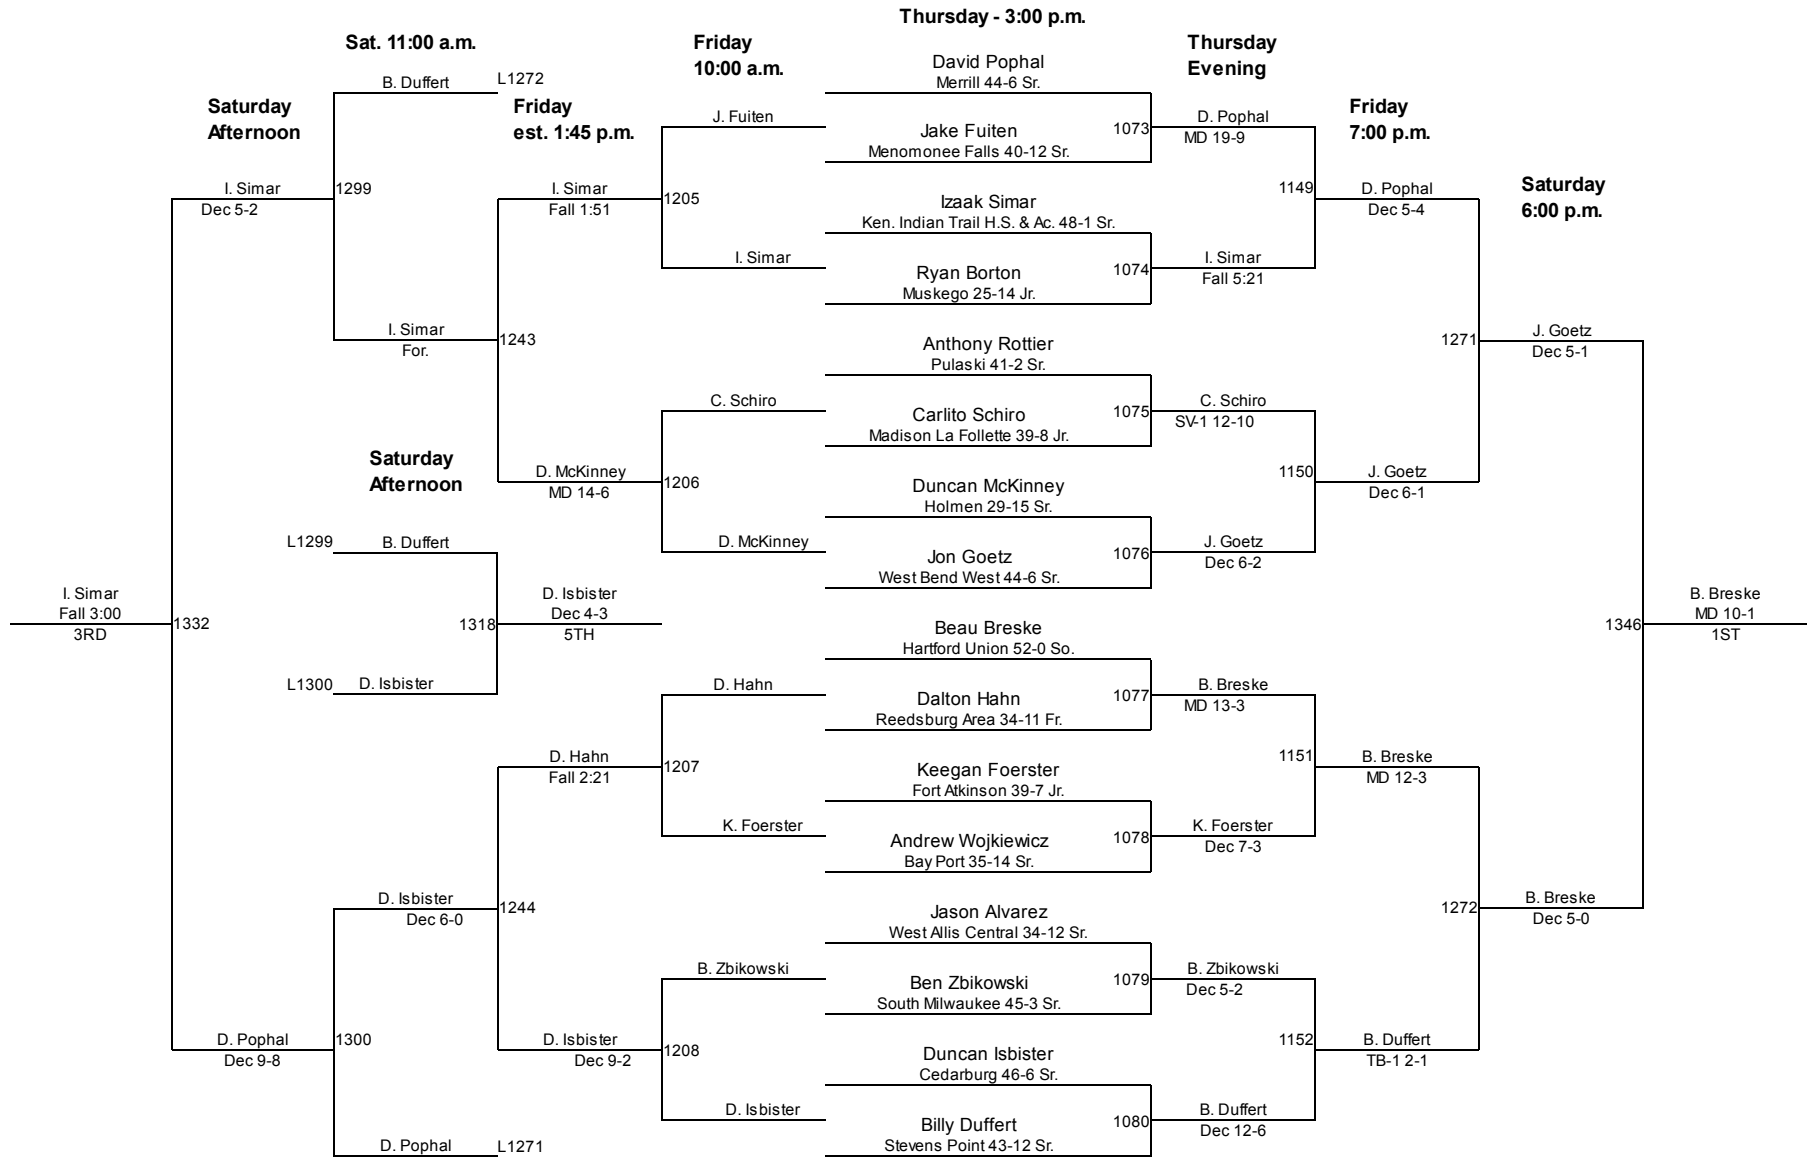 Thursday - 3:00 p.m.
Sat. 11:00 a.m.
Friday
10:00 a.m.
Thursday
Evening
Saturday
Afternoon
Friday
est. 1:45 p.m.
Friday
7:00 p.m.
Saturday
6:00 p.m.
Saturday
Afternoon
David Pophal
Merrill 44-6 Sr.
1073
Jake Fuiten
Menomonee Falls 40-12 Sr.
Izaak Simar
Ken. Indian Trail H.S. & Ac. 48-1 Sr.
1074
Ryan Borton
Muskego 25-14 Jr.
Anthony Rottier
Pulaski 41-2 Sr.
1075
Carlito Schiro
Madison La Follette 39-8 Jr.
Duncan McKinney
Holmen 29-15 Sr.
1076
Jon Goetz
West Bend West 44-6 Sr.
Beau Breske
Hartford Union 52-0 So.
1077
Dalton Hahn
Reedsburg Area 34-11 Fr.
Keegan Foerster
Fort Atkinson 39-7 Jr.
1078
Andrew Wojkiewicz
Bay Port 35-14 Sr.
Jason Alvarez
West Allis Central 34-12 Sr.
1079
Ben Zbikowski
South Milwaukee 45-3 Sr.
Duncan Isbister
Cedarburg 46-6 Sr.
1080
Billy Duffert
Stevens Point 43-12 Sr.
D. Pophal
MD 19-9
1149
I. Simar
Fall 5:21
C. Schiro
SV-1 12-10
1150
J. Goetz
Dec 6-2
B. Breske
MD 13-3
1151
K. Foerster
Dec 7-3
B. Zbikowski
Dec 5-2
1152
B. Duffert
Dec 12-6
D. Pophal
Dec 5-4
1271
J. Goetz
Dec 6-1
B. Breske
MD 12-3
1272
B. Duffert
TB-1 2-1
J. Goetz
Dec 5-1
1346
B. Breske
Dec 5-0
B. Breske
MD 10-1
1ST
J. Fuiten
1205
I. Simar
C. Schiro
1206
D. McKinney
D. Hahn
1207
K. Foerster
B. Zbikowski
1208
D. Isbister
I. Simar
Fall 1:51
1243
D. McKinney
MD 14-6
D. Hahn
Fall 2:21
1244
D. Isbister
Dec 9-2
B. Duffert
L1272
1299
I. Simar
For.
D. Isbister
Dec 6-0
1300
D. Pophal
L1271
I. Simar
Dec 5-2
1332
D. Pophal
Dec 9-8
I. Simar
Fall 3:00
3RD
L1299
B. Duffert
1318
L1300
D. Isbister
D. Isbister
Dec 4-3
5TH